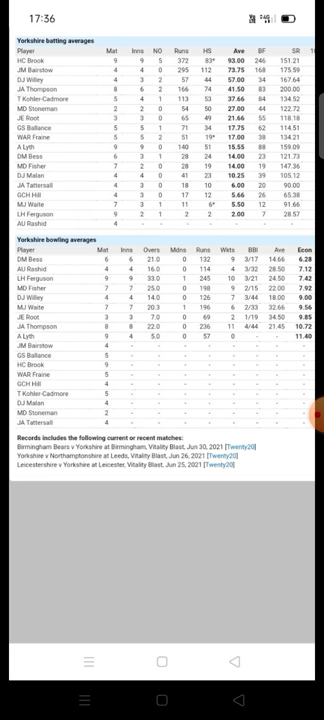 17:36
Yorkshire batting averages
Player Mat Inns NO Runs HS Ave BF SR
HC Brook 9 9 5 372 83* 93.00 246 151.21
JM Bairstow 4 4 0 295 112 73.75 168 175.59
DJ Willey 4 3 2 57 44 57.00 34 167.64
JA Thompson 8 6 2 166 74 41.50 83 200.00
T Kohler-Cadmore 5 4 1 113 53 37.66 84 134.52
MD Stoneman 2 2 0 54 50 27.00 44 122.72
JE Root 3 3 0 65 49 21.66 55 118.18
GS Ballance 5 5 1 71 34 17.75 62 114.51
WAR Fraine 5 5 2 51 19* 17.00 38 134.21
A Lyth 9 9 0 140 51 15.55 88 159.09
DM Bess 6 3 1 28 24 14.00 23 121.73
MD Fisher 7 2 0 28 19 14.00 19 147.36
DJ Malan 4 4 0 41 23 10.25 39 105.12
JA Tattersall 4 3 0 18 10 6.00 20 90.00
GCH Hill 4 3 0 17 12 5.66 26 65.38
MJ Waite 7 3 1 11 6* 5.50 12 91.66
LH Ferguson 9 2 1 2 2 2.00 7 28.57
AU Rashid 4 - - - - - - -
Yorkshire bowling averages
Player Mat Inns Overs Mdns Runs Wkts BBI Ave Econ
DM Bess 6 6 21.0 0 132 9 3/17 14.66 6.28
AU Rashid 4 4 16.0 0 114 4 3/32 28.50 7.12
LH Ferguson 9 9 33.0 1 245 10 3/21 24.50 7.42
MD Fisher 7 7 25.0 0 198 9 2/15 22.00 7.92
DJ Willey 4 4 14.0 0 126 7 3/44 18.00 9.00
MJ Waite 7 7 20.3 1 196 6 2/33 32.66 9.56
JE Root 3 3 7.0 0 69 2 1/19 34.50 9.85
JA Thompson 8 8 22.0 0 236 11 4/44 21.45 10.72
A Lyth 9 4 5.0 0 57 0 - - 11.40
JM Bairstow 4 - - - - - - - -
GS Ballance 5 - - - - - - - -
HC Brook 9 - - - - - - - -
WAR Fraine 5 - - - - - - - -
GCH Hill 4 - - - - - - - -
T Kohler-Cadmore 5 - - - - - - - -
DJ Malan 4 - - - - - - - -
MD Stoneman 2 - - - - - - - -
JA Tattersall 4 - - - - - - - -
Records includes the following current or recent matches:
Birmingham Bears v Yorkshire at Birmingham, Vitality Blast, Jun 30, 2021 [Twenty20]
Yorkshire v Northamptonshire at Leeds, Vitality Blast, Jun 26, 2021 [Twenty20]
Leicestershire v Yorkshire at Leicester, Vitality Blast, Jun 25, 2021 [Twenty20]